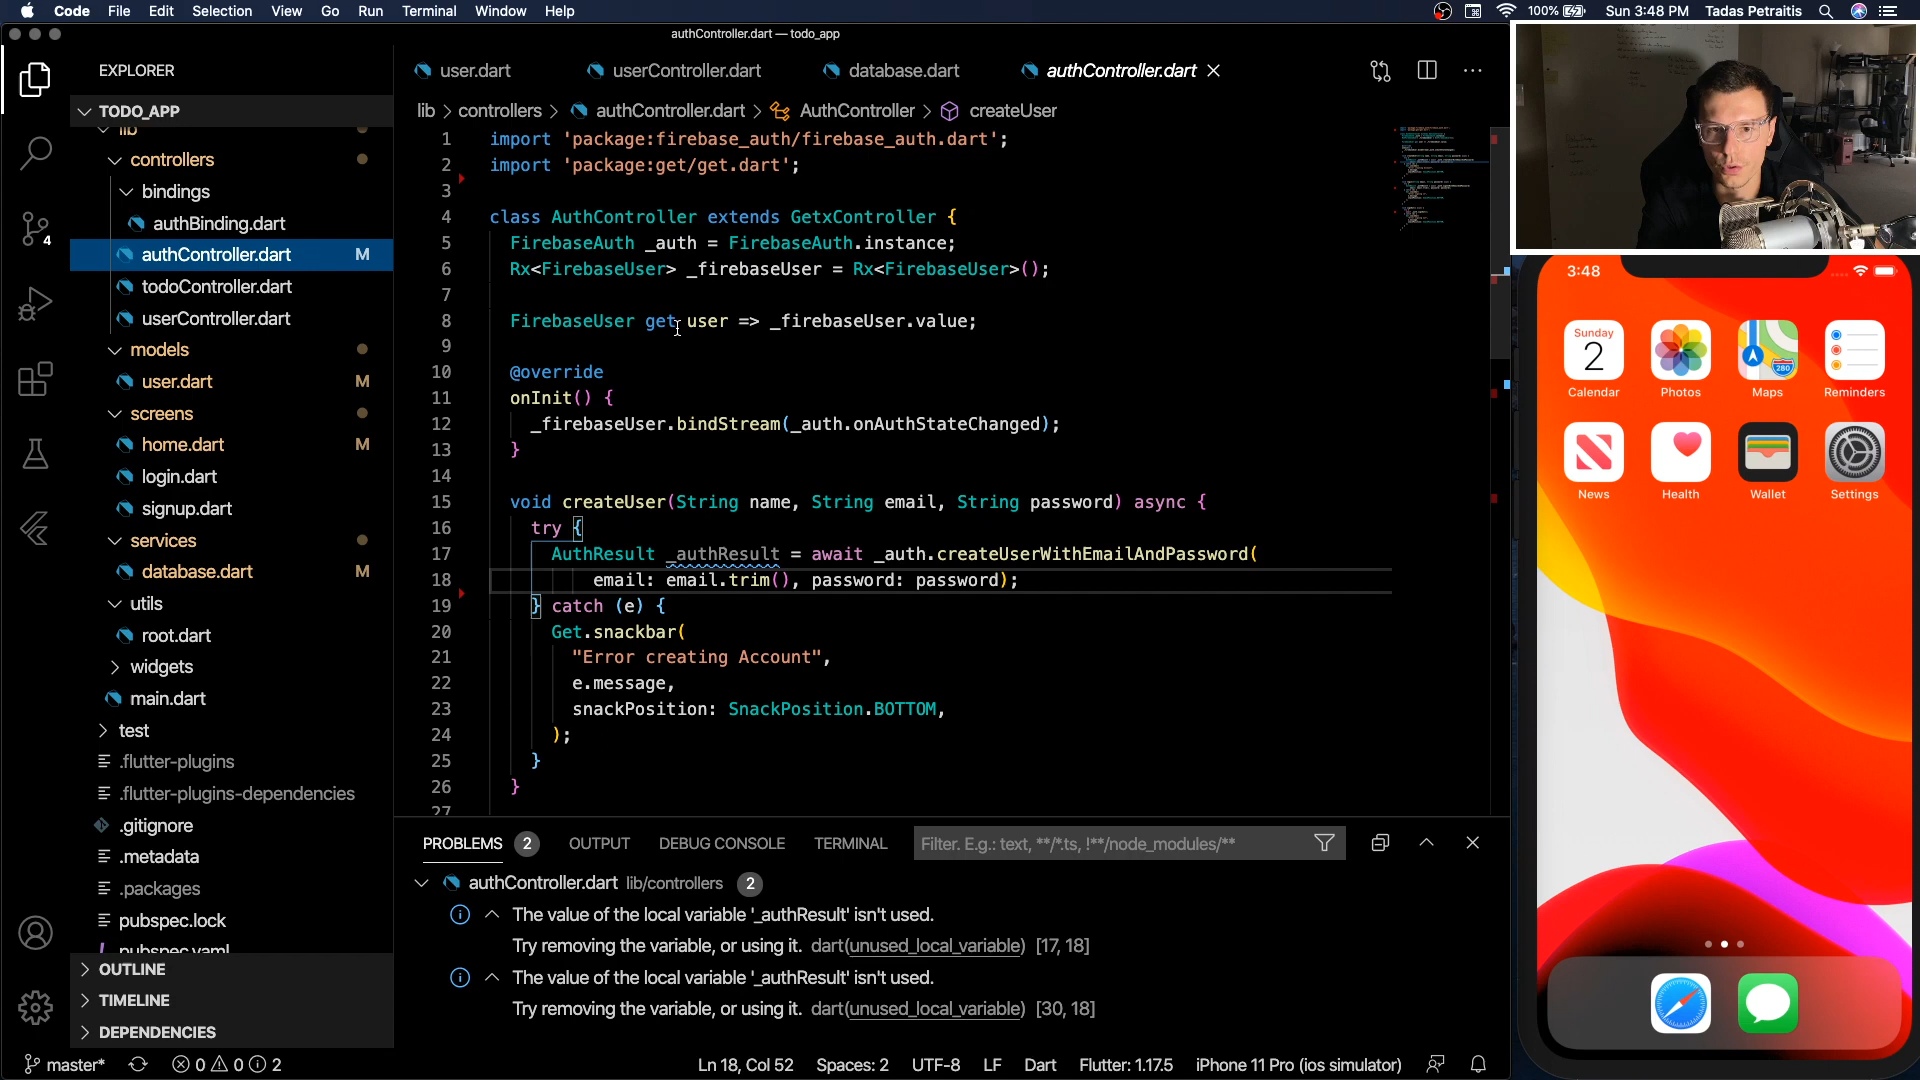 Code File Edit Selection View Go Run Terminal Window Help 100% Sun 3:48 PM Tadas Petraitis
authController.dart — todo_app
EXPLORER
TODO_APP
lib
controllers
bindings
authBinding.dart
authController.dart M
todoController.dart
userController.dart
models
user.dart M
screens
home.dart M
login.dart
signup.dart
services
database.dart M
utils
root.dart
widgets
main.dart
test
.flutter-plugins
.flutter-plugins-dependencies
.gitignore
.metadata
.packages
pubspec.lock
pubspec.yaml
OUTLINE
TIMELINE
DEPENDENCIES
4
user.dart userController.dart database.dart authController.dart
lib > controllers > authController.dart > AuthController > createUser
1 import 'package:firebase_auth/firebase_auth.dart';
2 import 'package:get/get.dart';
3
4 class AuthController extends GetxController {
5 FirebaseAuth _auth = FirebaseAuth.instance;
6 Rx<FirebaseUser> _firebaseUser = Rx<FirebaseUser>();
7
8 FirebaseUser get user => _firebaseUser.value;
9
10 @override
11 onInit() {
12 _firebaseUser.bindStream(_auth.onAuthStateChanged);
13 }
14
15 void createUser(String name, String email, String password) async {
16 try {
17 AuthResult _authResult = await _auth.createUserWithEmailAndPassword(
18 email: email.trim(), password: password);
19 } catch (e) {
20 Get.snackbar(
21 "Error creating Account",
22 e.message,
23 snackPosition: SnackPosition.BOTTOM,
24 );
25 }
26 }
27
PROBLEMS 2 OUTPUT DEBUG CONSOLE TERMINAL Filter. E.g.: text, **/*.ts, !**/node_modules/**
authController.dart lib/controllers 2
The value of the local variable '_authResult' isn't used.
Try removing the variable, or using it. dart(unused_local_variable) [17, 18]
The value of the local variable '_authResult' isn't used.
Try removing the variable, or using it. dart(unused_local_variable) [30, 18]
master* 0 0 2 Ln 18, Col 52 Spaces: 2 UTF-8 LF Dart Flutter: 1.17.5 iPhone 11 Pro (ios simulator)
3:48
Sunday
2
280
Calendar Photos Maps Reminders
News Health Wallet Settings